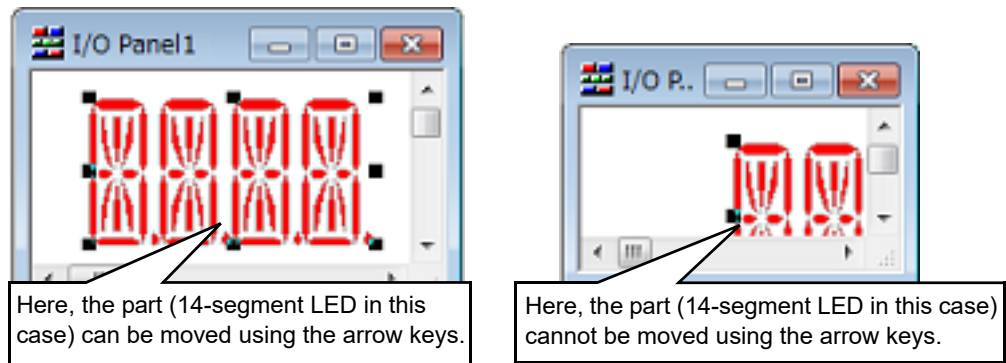 I/O Panel1
Here, the part (14-segment LED in this
case) can be moved using the arrow keys.
I/O P..
Here, the part (14-segment LED in this case)
cannot be moved using the arrow keys.